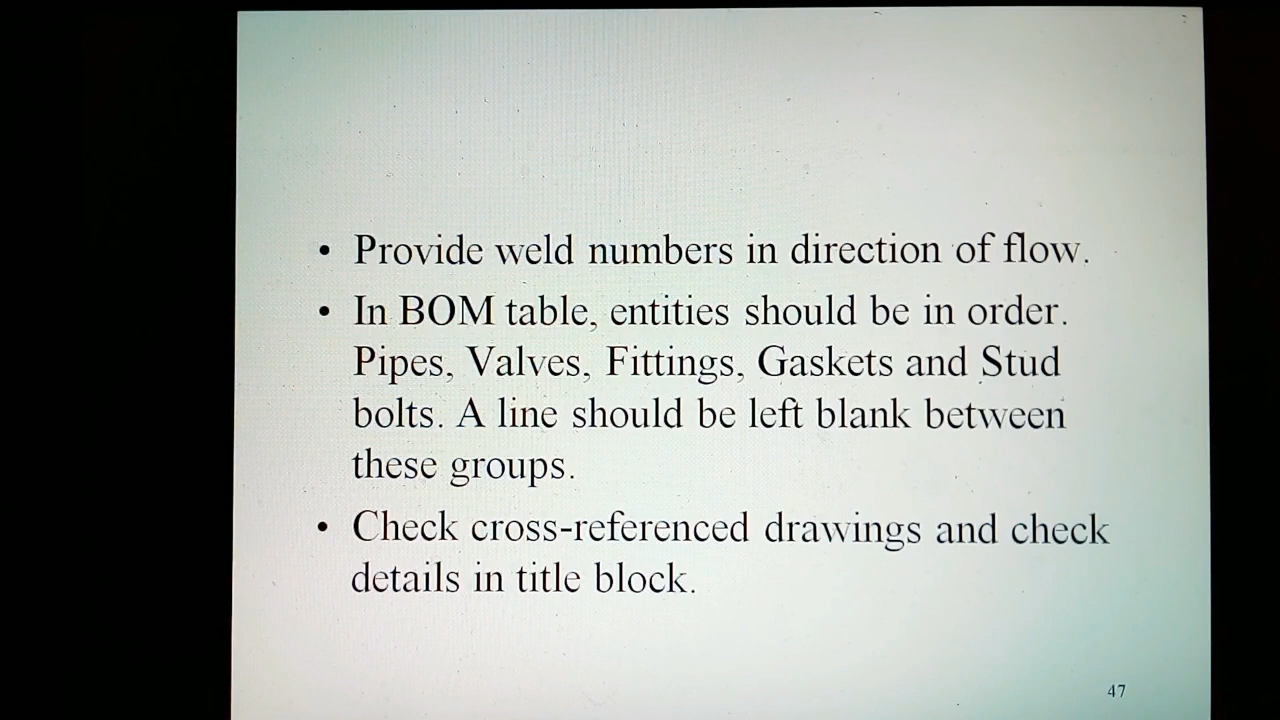 • Provide weld numbers in direction of flow.
• In BOM table, entities should be in order.
Pipes, Valves, Fittings, Gaskets and Stud
bolts. A line should be left blank between
these groups.
• Check cross-referenced drawings and check
details in title block.
47